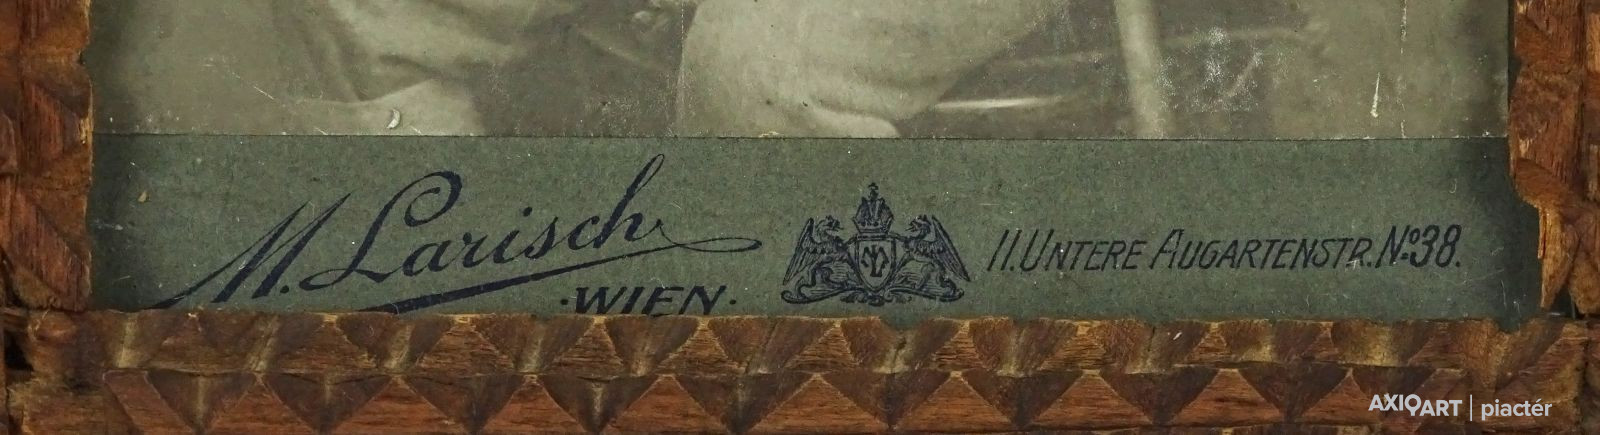 M. Larisch
·WIEN·
II. UNTERE AUGARTENSTR. No. 38.
AXIOART | piactér